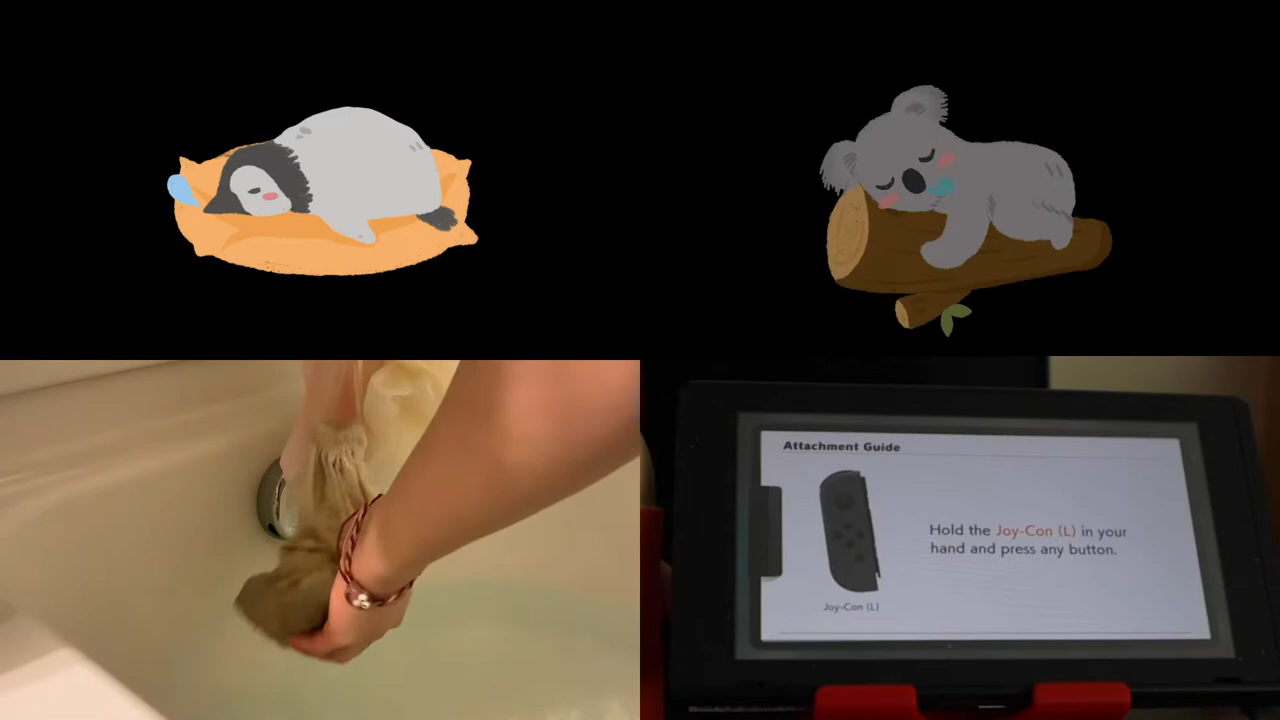 Attachment Guide
Hold the Joy-Con (L) in your
hand and press any button.
Joy-Con (L)